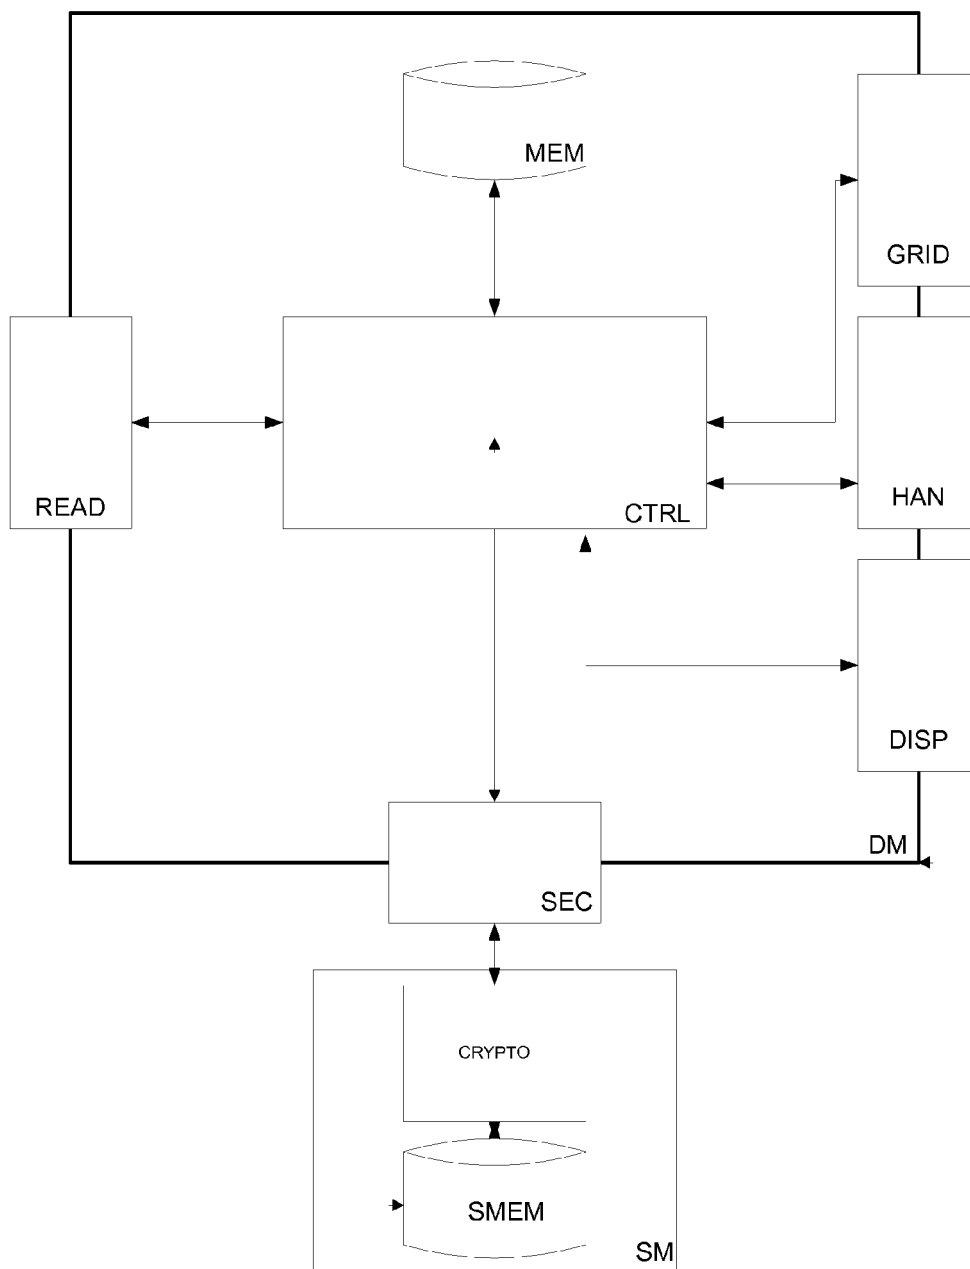 MEM
GRID
READ
CTRL
HAN
DISP
DM
SEC
CRYPTO
SMEM
SM